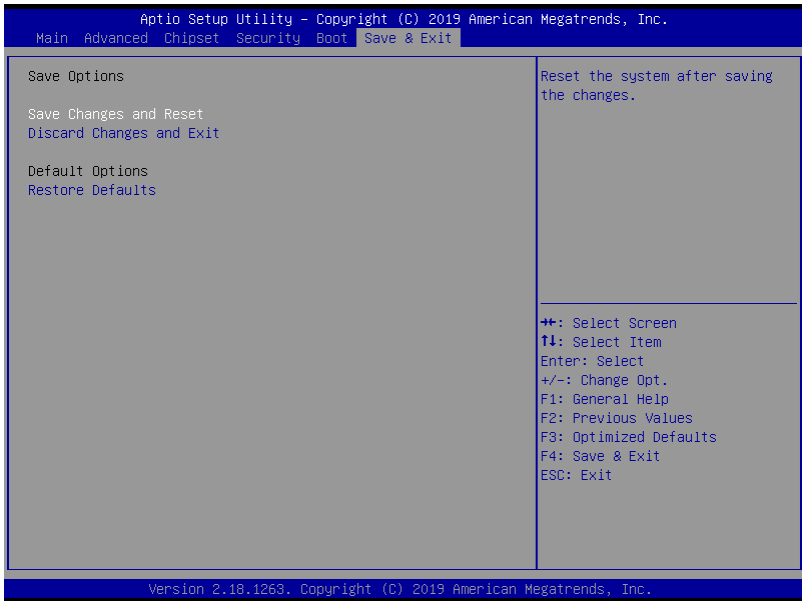 Aptio Setup Utility – Copyright (C) 2019 American Megatrends, Inc.
Main Advanced Chipset Security Boot Save & Exit
Save Options
Save Changes and Reset
Discard Changes and Exit
Default Options
Restore Defaults
Reset the system after saving
the changes.
→←: Select Screen
↑↓: Select Item
Enter: Select
+/-: Change Opt.
F1: General Help
F2: Previous Values
F3: Optimized Defaults
F4: Save & Exit
ESC: Exit
Version 2.18.1263. Copyright (C) 2019 American Megatrends, Inc.